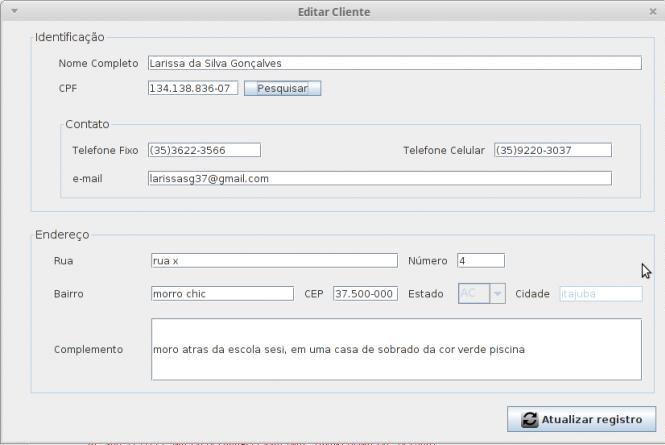 Editar Cliente
Identificação
Nome Completo Larissa da Silva Gonçalves
CPF 134.138.836-07 Pesquisar
Contato
Telefone Fixo (35)3622-3566 Telefone Celular (35)9220-3037
e-mail larissasg37@gmail.com
Endereço
Rua rua x Número 4
Bairro morro chic CEP 37.500-000 Estado AC Cidade itajuba
Complemento moro atras da escola sesi, em uma casa de sobrado da cor verde piscina
Atualizar registro